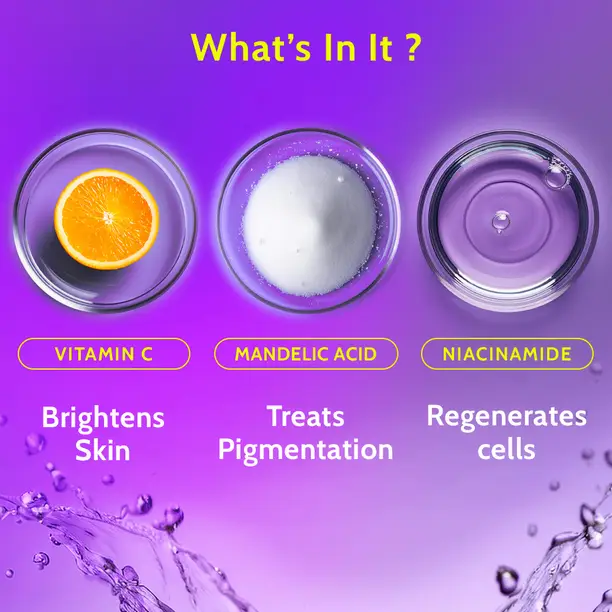 What's In It ?
VITAMIN C
MANDELIC ACID
NIACINAMIDE
Brightens
Skin
Treats
Pigmentation
Regenerates
cells